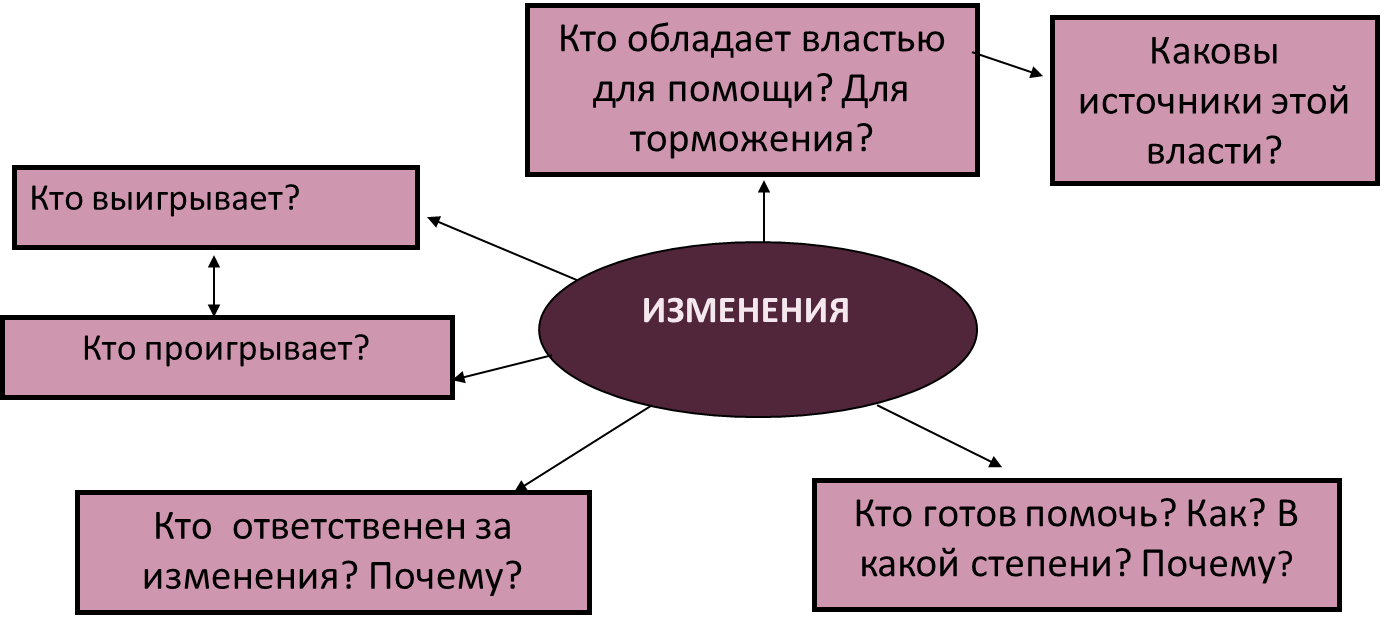 Кто обладает властью
для помощи? Для
торможения?
Каковы
источники этой
власти?
Кто выигрывает?
ИЗМЕНЕНИЯ
Кто проигрывает?
Кто ответственен за
изменения? Почему?
Кто готов помочь? Как? В
какой степени? Почему?